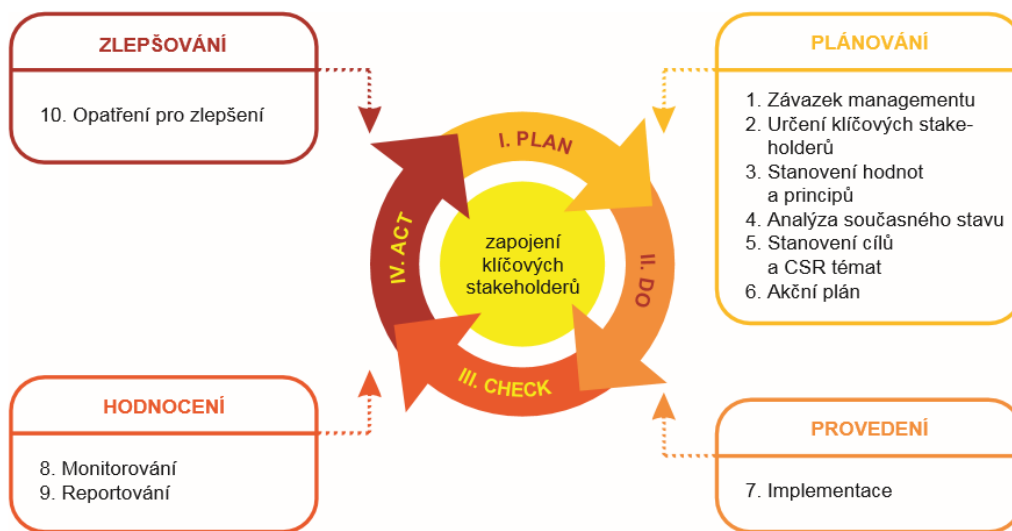 ZLEPŠOVÁNÍ
10. Opatření pro zlepšení
PLÁNOVÁNÍ
1. Závazek managementu
2. Určení klíčových stake-
holderů
3. Stanovení hodnot
a principů
4. Analýza současného stavu
5. Stanovení cílů
a CSR témat
6. Akční plán
I. PLAN
II. DO
III. CHECK
IV. ACT
zapojení
klíčových
stakeholderů
HODNOCENÍ
8. Monitorování
9. Reportování
PROVEDENÍ
7. Implementace